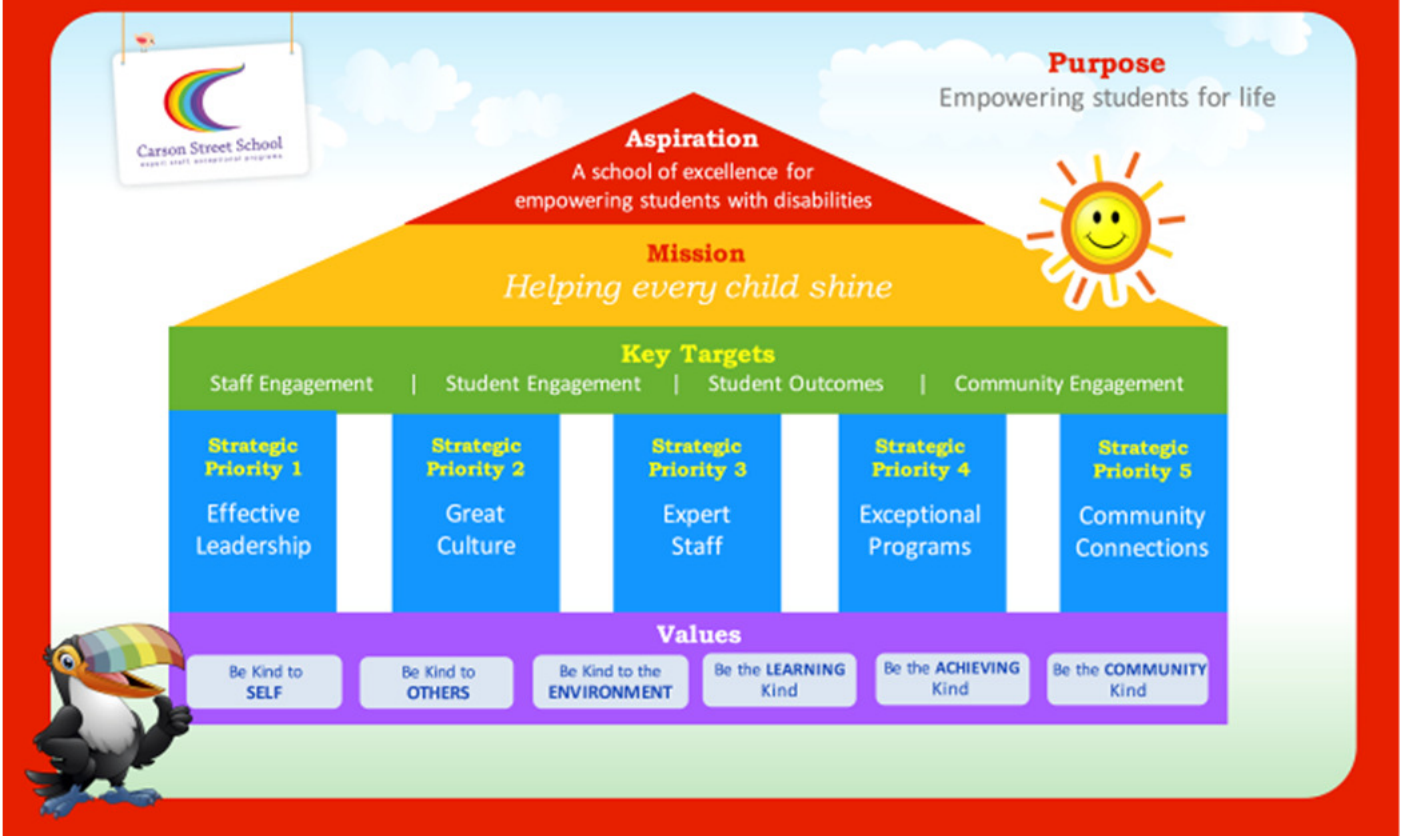 Carson Street School
expert staff, exceptional programs
Purpose
Empowering students for life
Aspiration
A school of excellence for
empowering students with disabilities
Mission
Helping every child shine
Key Targets
Staff Engagement | Student Engagement | Student Outcomes | Community Engagement
Strategic
Priority 1
Effective
Leadership
Strategic
Priority 2
Great
Culture
Strategic
Priority 3
Expert
Staff
Strategic
Priority 4
Exceptional
Programs
Strategic
Priority 5
Community
Connections
Values
Be Kind to
SELF
Be Kind to
OTHERS
Be Kind to the
ENVIRONMENT
Be the LEARNING
Kind
Be the ACHIEVING
Kind
Be the COMMUNITY
Kind